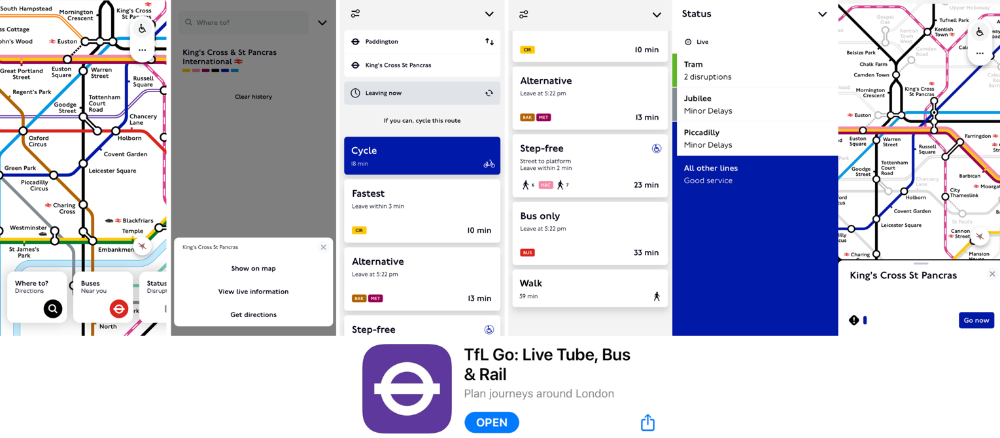 South Hampstead
Mornington
Crescent
King's Cross
St Pancras
ss Cottage
ohn's Wood
Euston
Great Portland
Street
Euston
Square
Warren
Street
Russell
Square
Regent's Park
Goodge
Street
Tottenham
Court
Road
Chancery
Lane
Oxford
Circus
Holborn
Covent Garden
Green Park
Leicester Square
Piccadilly
Circus
Charing
Cross
Blackfriars
Westminster
Temple
St James's
Park
Embankmen
Where to?
Directions
Buses
Near you
Status
Disrupt
rk
North
Where to?
King's Cross & St Pancras
International
Clear history
King's Cross St Pancras
Show on map
View live information
Get directions
Paddington
King's Cross St Pancras
Leaving now
If you can, cycle this route
Cycle
18 min
Fastest
Leave within 3 min
CIR
10 min
Alternative
Leave at 5:22 pm
BAK MET
13 min
Step-free
CIR
10 min
Alternative
Leave at 5:22 pm
BAK MET
13 min
Step-free
Street to platform
Leave within 2 min
6 H&C 7
23 min
Bus only
Leave at 5:22 pm
BUS
33 min
Walk
59 min
Status
Live
Tram
2 disruptions
Jubilee
Minor Delays
Piccadilly
Minor Delays
All other lines
Good service
Upper Holloway
Gospel
Oak
Tufnell Park
Kentish
Town
West
Kentish
Town
Belsize Park
Camden
Road
Cale
Chalk Farm
Camden Town
Mornington
Crescent
King's Cross
St Pancras
Euston
Euston
Square
Warren
Street
Farringdon
Russell
Square
Park
Tottenham
Court
Road
Goodge
Street
Barbican
Chancery
Lane
Moorgat
City
Thameslink
Holborn
Covent Garden
St Paul's
Leicester Square
Cannon
Street
Charing
Cross
Mansion
House
King's Cross St Pancras
Go now
TfL Go: Live Tube, Bus
& Rail
Plan journeys around London
OPEN